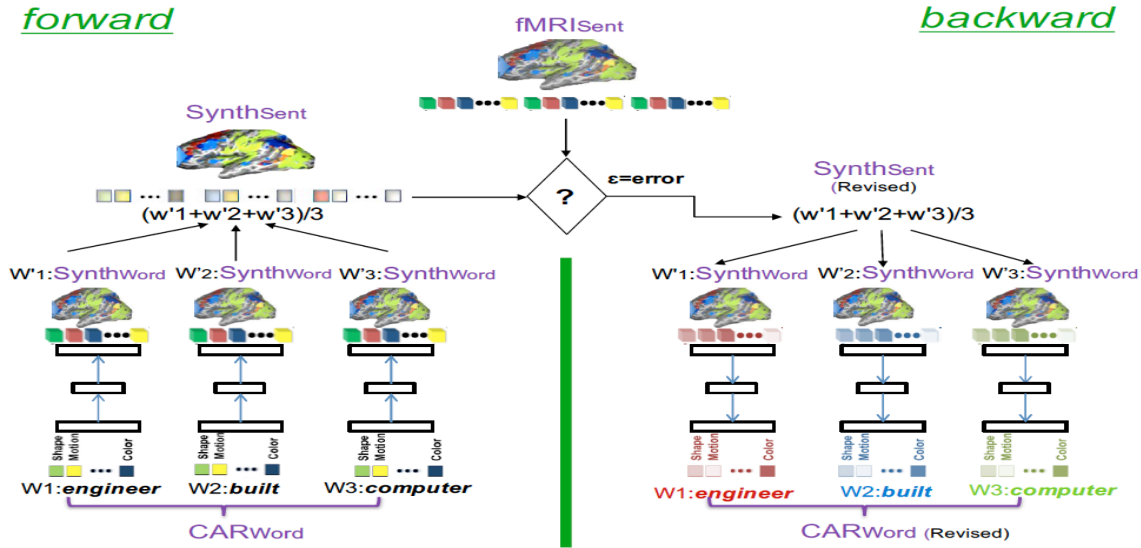 forward
backward
fMRISent
SynthSent
ε=error
?
SynthSent
(Revised)
(w'1+w'2+w'3)/3
(w'1+w'2+w'3)/3
W'1:SynthWord W'2:SynthWord W'3:SynthWord
W'1:SynthWord W'2:SynthWord W'3:SynthWord
Shape Motion Color
Shape Motion Color
Shape Motion Color
Shape Motion Color
Shape Motion Color
Shape Motion Color
W1:engineer W2:built W3:computer
W1:engineer W2:built W3:computer
CARWord
CARWord (Revised)